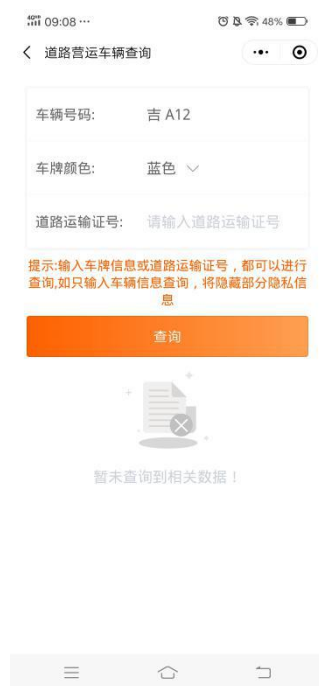 09:08 ··· 48%
道路营运车辆查询
车辆号码: 吉 A12
车牌颜色: 蓝色
道路运输证号: 请输入道路运输证号
提示:输入车牌信息或道路运输证号，都可以进行
查询,如只输入车辆信息查询，将隐藏部分隐私信
息
查询
暂未查询到相关数据！